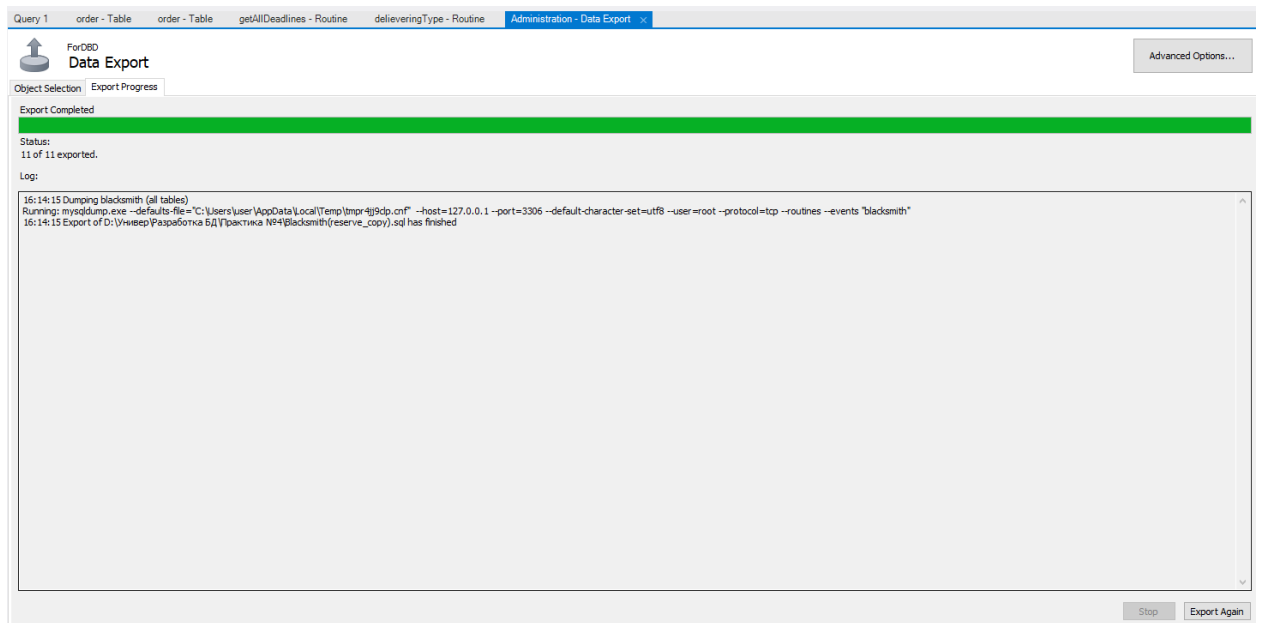 Query 1 order - Table order - Table getAllDeadlines - Routine delieveringType - Routine Administration - Data Export ×
ForDBD
Data Export
Advanced Options...
Object Selection Export Progress
Export Completed
Status:
11 of 11 exported.
Log:
16:14:15 Dumping blacksmith (all tables)
Running: mysqldump.exe --defaults-file="C:\Users\user\AppData\Local\Temp\tmpr4jj9clp.cnf" --host=127.0.0.1 --port=3306 --default-character-set=utf8 --user=root --protocol=tcp --routines --events "blacksmith"
16:14:15 Export of D:\Универ\Разработка БД\Практика №4\Blacksmith(reserve_copy).sql has finished
Stop Export Again